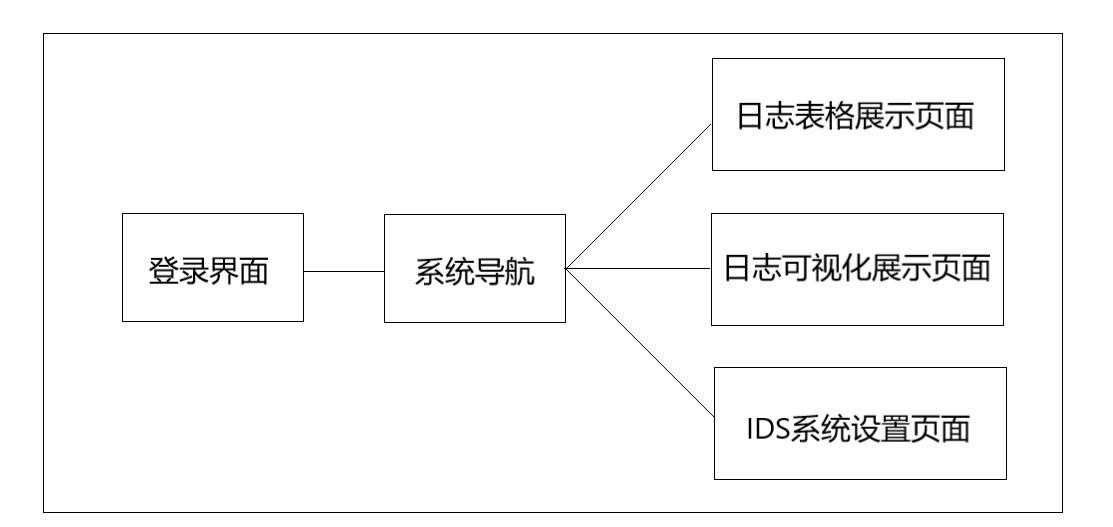 日志表格展示页面
登录界面
系统导航
日志可视化展示页面
IDS系统设置页面